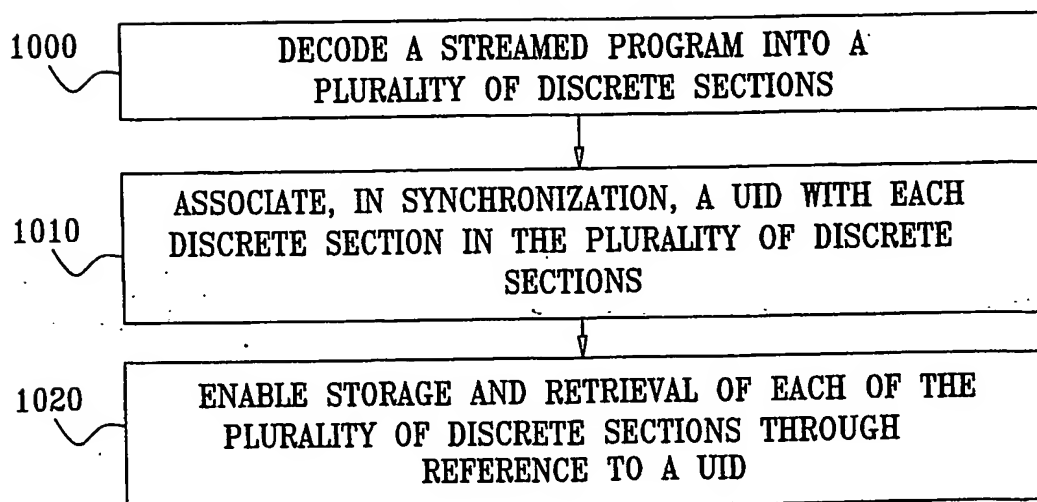 1000
DECODE A STREAMED PROGRAM INTO A
PLURALITY OF DISCRETE SECTIONS
1010
ASSOCIATE, IN SYNCHRONIZATION, A UID WITH EACH
DISCRETE SECTION IN THE PLURALITY OF DISCRETE
SECTIONS
1020
ENABLE STORAGE AND RETRIEVAL OF EACH OF THE
PLURALITY OF DISCRETE SECTIONS THROUGH
REFERENCE TO A UID